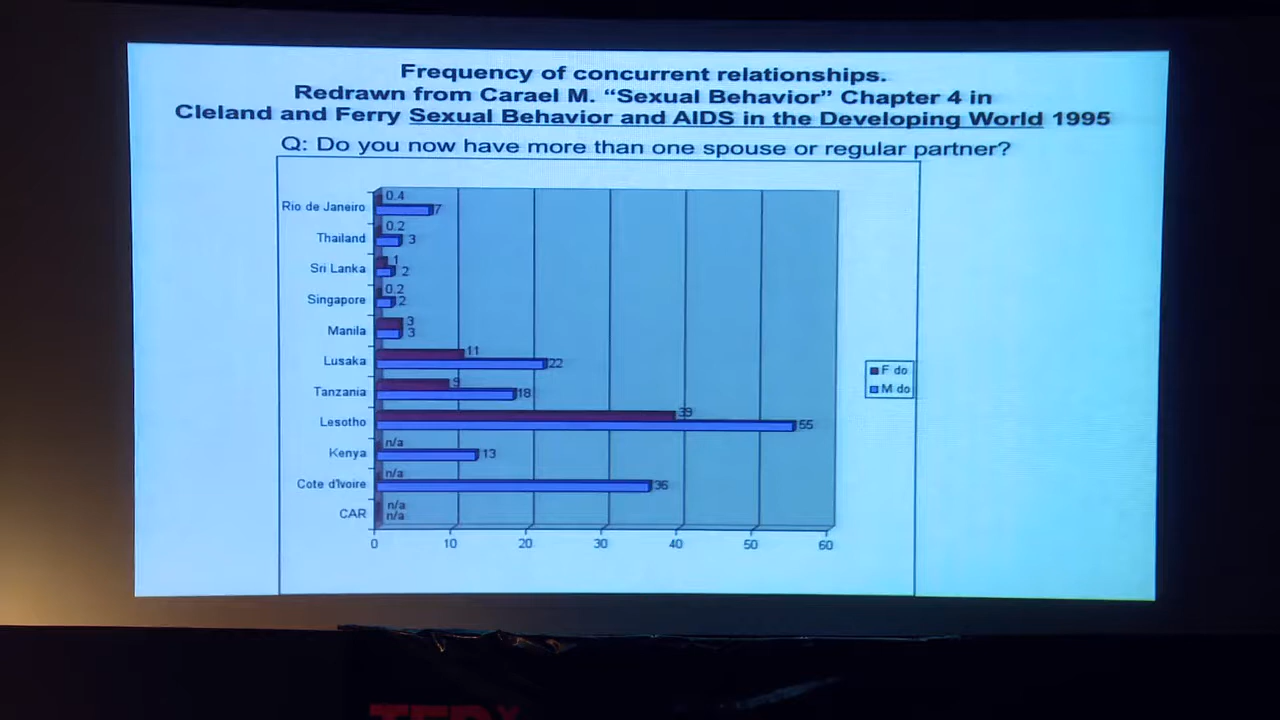 Frequency of concurrent relationships.
Redrawn from Carael M. “Sexual Behavior” Chapter 4 in
Cleland and Ferry Sexual Behavior and AIDS in the Developing World 1995
Q: Do you now have more than one spouse or regular partner?
Rio de Janeiro
0.4
7
Thailand
0.2
3
Sri Lanka
1
2
Singapore
0.2
2
Manila
3
3
Lusaka
11
22
Tanzania
9
18
Lesotho
39
55
Kenya
n/a
13
Cote d'Ivoire
n/a
36
CAR
n/a
n/a
0 10 20 30 40 50 60
F do
M do
TEDx